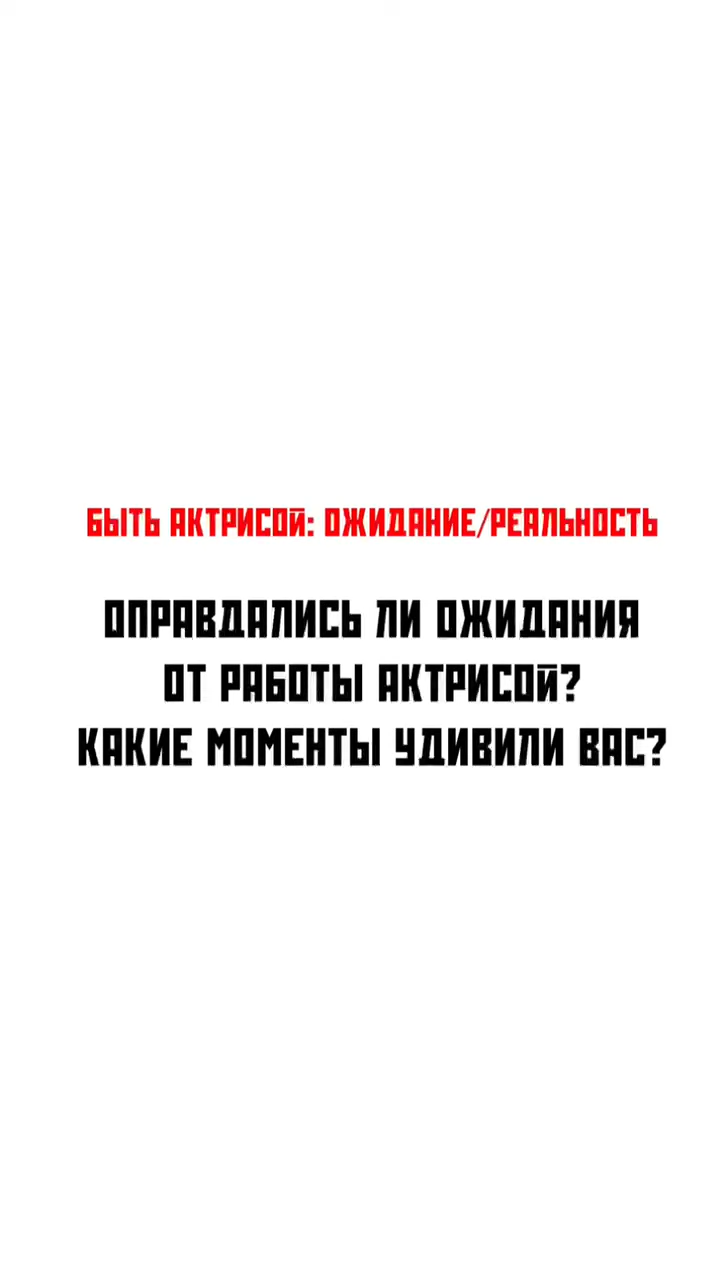 БЫТЬ АКТРИСОЙ: ОЖИДАНИЕ/РЕАЛЬНОСТЬ
ОПРАВДАЛИСЬ ЛИ ОЖИДАНИЯ
ОТ РАБОТЫ АКТРИСОЙ?
КАКИЕ МОМЕНТЫ УДИВИЛИ ВАС?